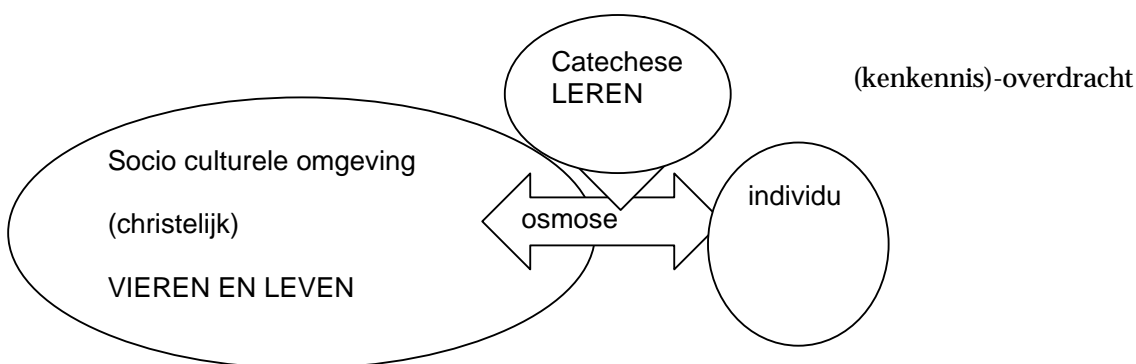 Catechese
LEREN
(kenkennis)-overdracht
Socio culturele omgeving
(christelijk)
VIEREN EN LEVEN
osmose
individu